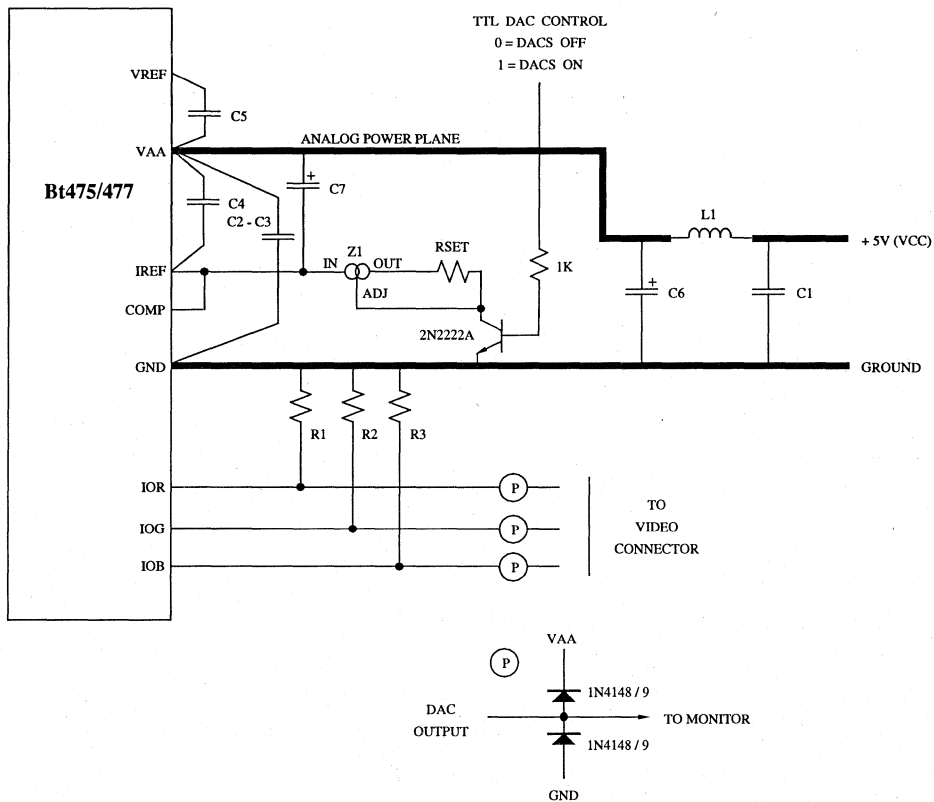 TTL DAC CONTROL
0 = DACS OFF
1 = DACS ON
VREF
C5
ANALOG POWER PLANE
VAA
Bt475/477
C4
C7
C2 - C3
L1
+ 5V (VCC)
Z1
RSET
IN
OUT
1K
IREF
ADJ
COMP
+
+
C6
C1
2N2222A
GND
GROUND
R1
R2
R3
IOR
P
IOG
P
IOB
P
TO
VIDEO
CONNECTOR
P
VAA
1N4148 / 9
DAC
OUTPUT
TO MONITOR
1N4148 / 9
GND